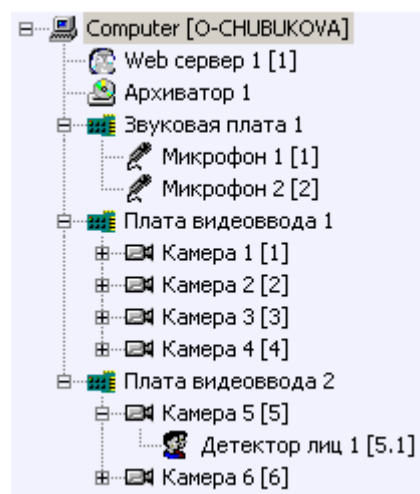 Computer [O-CHUBUKOVA]
Web сервер 1 [1]
Архиватор 1
Звуковая плата 1
Микрофон 1 [1]
Микрофон 2 [2]
Плата видеоввода 1
Камера 1 [1]
Камера 2 [2]
Камера 3 [3]
Камера 4 [4]
Плата видеоввода 2
Камера 5 [5]
Детектор лиц 1 [5.1]
Камера 6 [6]